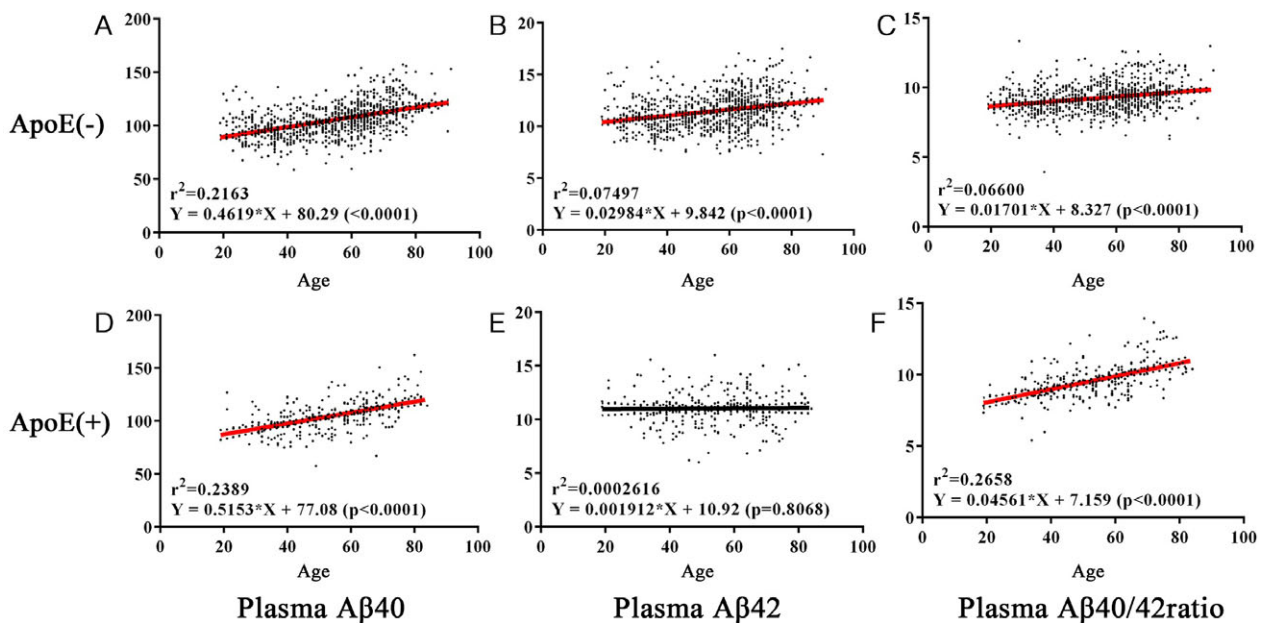 A
200
150
100
50
0
r²=0.2163
Y = 0.4619*X + 80.29 (<0.0001)
0 20 40 60 80 100
Age
B
20
15
10
5
0
r²=0.07497
Y = 0.02984*X + 9.842 (p<0.0001)
0 20 40 60 80 100
Age
C
15
10
5
0
r²=0.06600
Y = 0.01701*X + 8.327 (p<0.0001)
0 20 40 60 80 100
Age
ApoE(-)
D
200
150
100
50
0
r²=0.2389
Y = 0.5153*X + 77.08 (p<0.0001)
0 20 40 60 80 100
Age
E
20
15
10
5
0
r²=0.0002616
Y = 0.001912*X + 10.92 (p=0.8068)
0 20 40 60 80 100
Age
F
15
10
5
0
r²=0.2658
Y = 0.04561*X + 7.159 (p<0.0001)
0 20 40 60 80 100
Age
ApoE(+)
Plasma Aβ40
Plasma Aβ42
Plasma Aβ40/42ratio